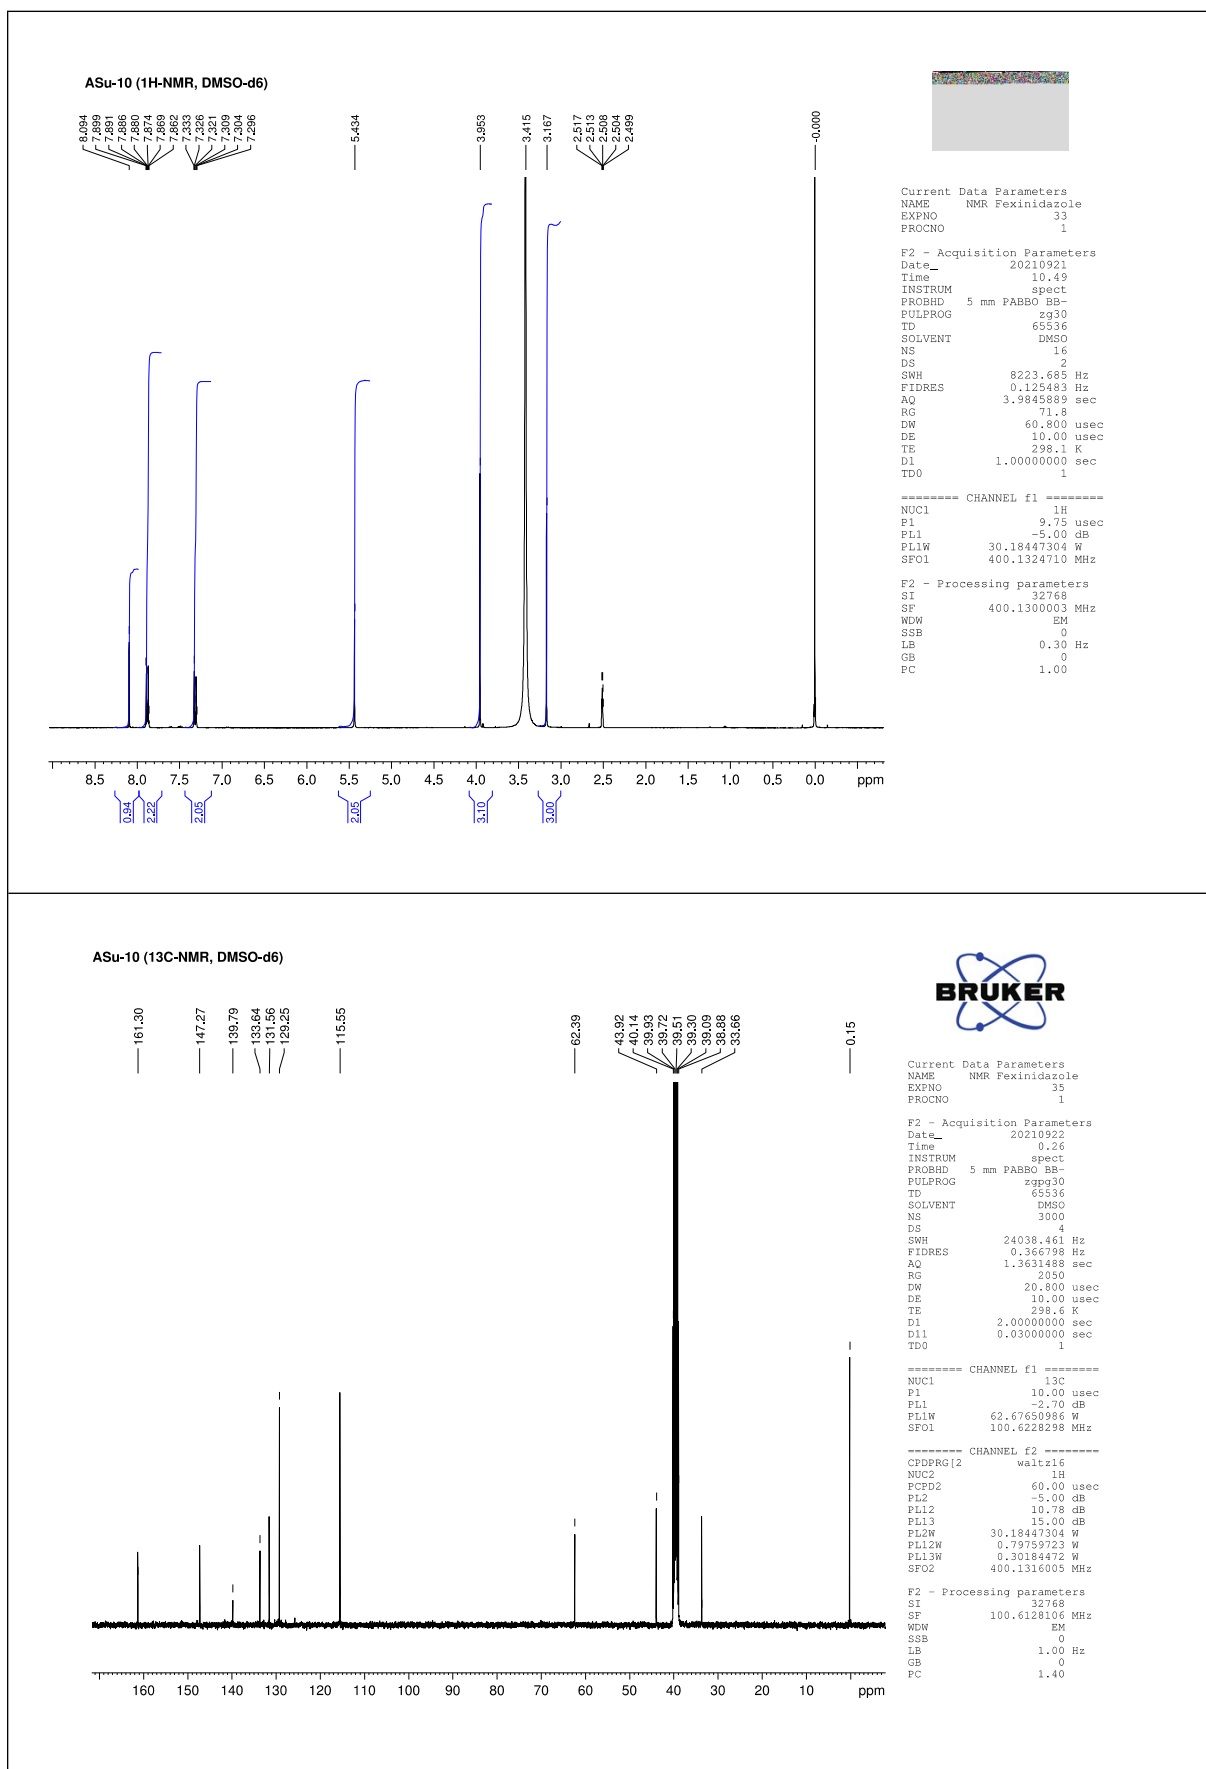 ASu-10 (1H-NMR, DMSO-d6)
8.094
7.899
7.891
7.886
7.880
7.874
7.869
7.862
7.333
7.326
7.321
7.309
7.304
7.296
5.434
3.953
3.415
3.167
2.517
2.513
2.508
2.504
2.499
-0.000
8.5 8.0 7.5 7.0 6.5 6.0 5.5 5.0 4.5 4.0 3.5 3.0 2.5 2.0 1.5 1.0 0.5 0.0 ppm
0.94
2.22
2.05
2.05
3.10
3.00
Current Data Parameters
NAME NMR Fexinidazole
EXPNO 33
PROCNO 1
F2 - Acquisition Parameters
Date_ 20210921
Time 10.49
INSTRUM spect
PROBHD 5 mm PABBO BB-
PULPROG zg30
TD 65536
SOLVENT DMSO
NS 16
DS 2
SWH 8223.685 Hz
FIDRES 0.125483 Hz
AQ 3.9845889 sec
RG 71.8
DW 60.800 usec
DE 10.00 usec
TE 298.1 K
D1 1.00000000 sec
TD0 1
======== CHANNEL f1 ========
NUC1 1H
P1 9.75 usec
PL1 -5.00 dB
PL1W 30.18447304 W
SFO1 400.1324710 MHz
F2 - Processing parameters
SI 32768
SF 400.1300003 MHz
WDW EM
SSB 0
LB 0.30 Hz
GB 0
PC 1.00
ASu-10 (13C-NMR, DMSO-d6)
161.30
147.27
139.79
133.64
131.56
129.25
115.55
62.39
43.92
40.14
39.93
39.72
39.51
39.30
39.09
38.88
33.66
0.15
160 150 140 130 120 110 100 90 80 70 60 50 40 30 20 10 ppm
BRUKER
Current Data Parameters
NAME NMR Fexinidazole
EXPNO 35
PROCNO 1
F2 - Acquisition Parameters
Date_ 20210922
Time 0.26
INSTRUM spect
PROBHD 5 mm PABBO BB-
PULPROG zgpg30
TD 65536
SOLVENT DMSO
NS 3000
DS 4
SWH 24038.461 Hz
FIDRES 0.366798 Hz
AQ 1.3631488 sec
RG 2050
DW 20.800 usec
DE 10.00 usec
TE 298.6 K
D1 2.00000000 sec
D11 0.03000000 sec
TD0 1
======== CHANNEL f1 ========
NUC1 13C
P1 10.00 usec
PL1 -2.70 dB
PL1W 62.67650986 W
SFO1 100.6228298 MHz
======== CHANNEL f2 ========
CPDPRG[2 waltz16
NUC2 1H
PCPD2 60.00 usec
PL2 -5.00 dB
PL12 10.78 dB
PL13 15.00 dB
PL2W 30.18447304 W
PL12W 0.79759723 W
PL13W 0.30184472 W
SFO2 400.1316005 MHz
F2 - Processing parameters
SI 32768
SF 100.6128106 MHz
WDW EM
SSB 0
LB 1.00 Hz
GB 0
PC 1.40